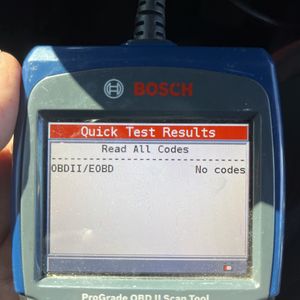 BOSCH
Quick Test Results
Read All Codes
OBDII/EOBD No codes
ProGrade OBD II Scan Tool